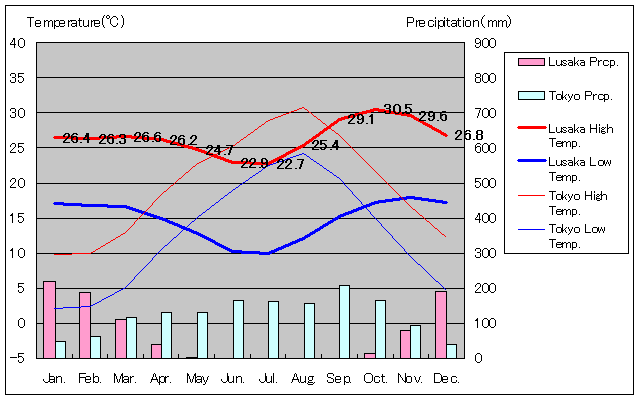 Temperature(℃) Precipitation(mm)
40 900
35 800
30 700
25 600
20 500
15 400
10 300
5 200
0 100
-5 0
26.4 26.3 26.6 26.2 24.7 22.9 22.7 25.4 29.1 30.5 29.6 26.8
Jan. Feb. Mar. Apr. May Jun. Jul. Aug. Sep. Oct. Nov. Dec.
Lusaka Prcp.
Tokyo Prcp.
Lusaka High
Temp.
Lusaka Low
Temp.
Tokyo High
Temp.
Tokyo Low
Temp.